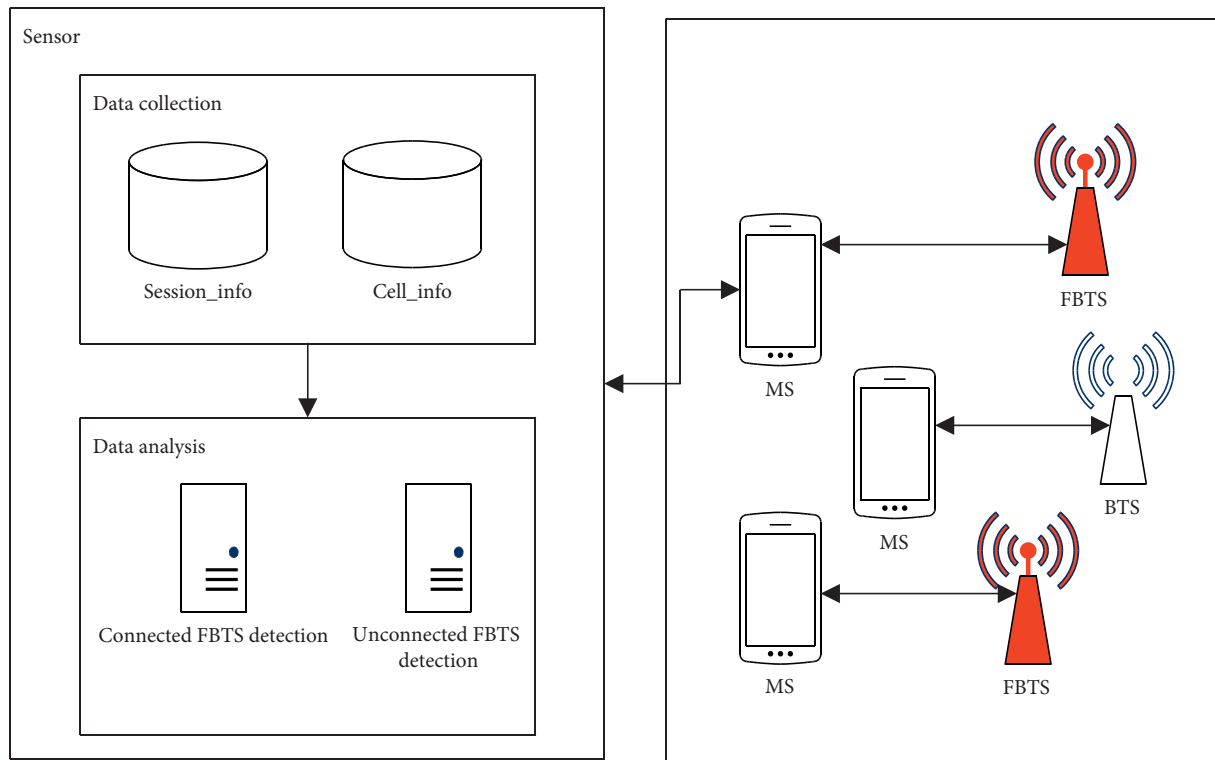 Sensor
Data collection
Session_info
Cell_info
Data analysis
Connected FBTS detection
Unconnected FBTS
detection
FBTS
MS
BTS
MS
MS
FBTS